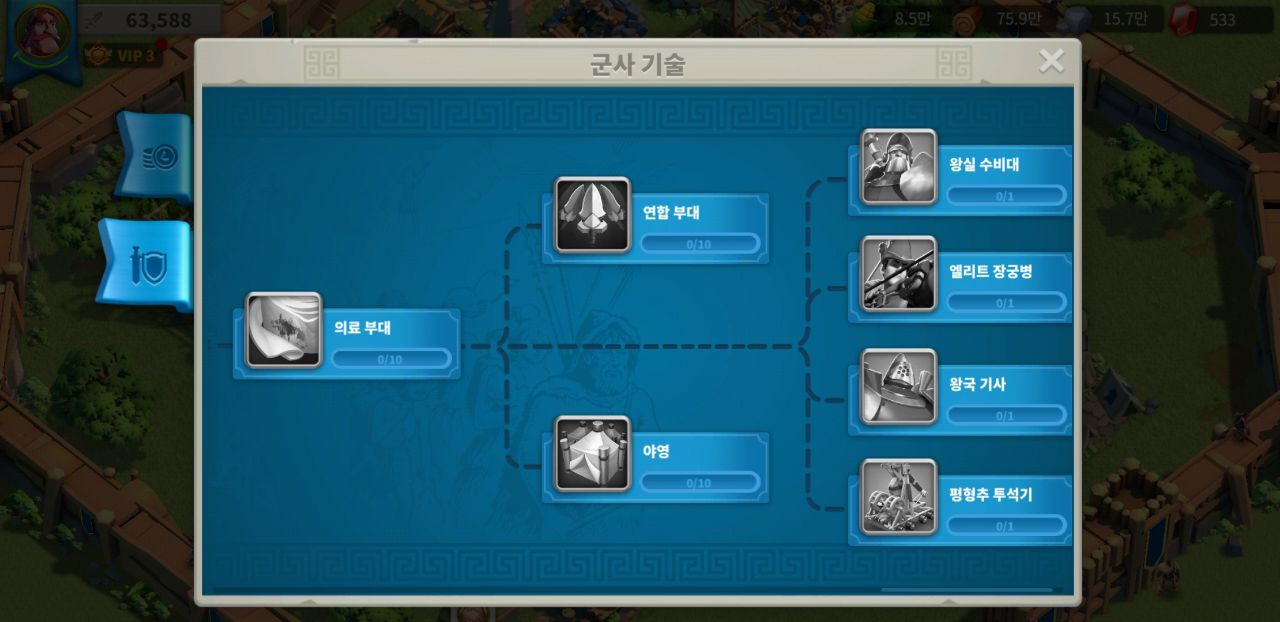 63,588
8.5만
75.9만
15.7만
533
VIP 3
군사 기술
왕실 수비대
0/1
연합 부대
0/10
엘리트 장궁병
0/1
의료 부대
0/10
왕국 기사
0/1
야영
0/10
평형추 투석기
0/1